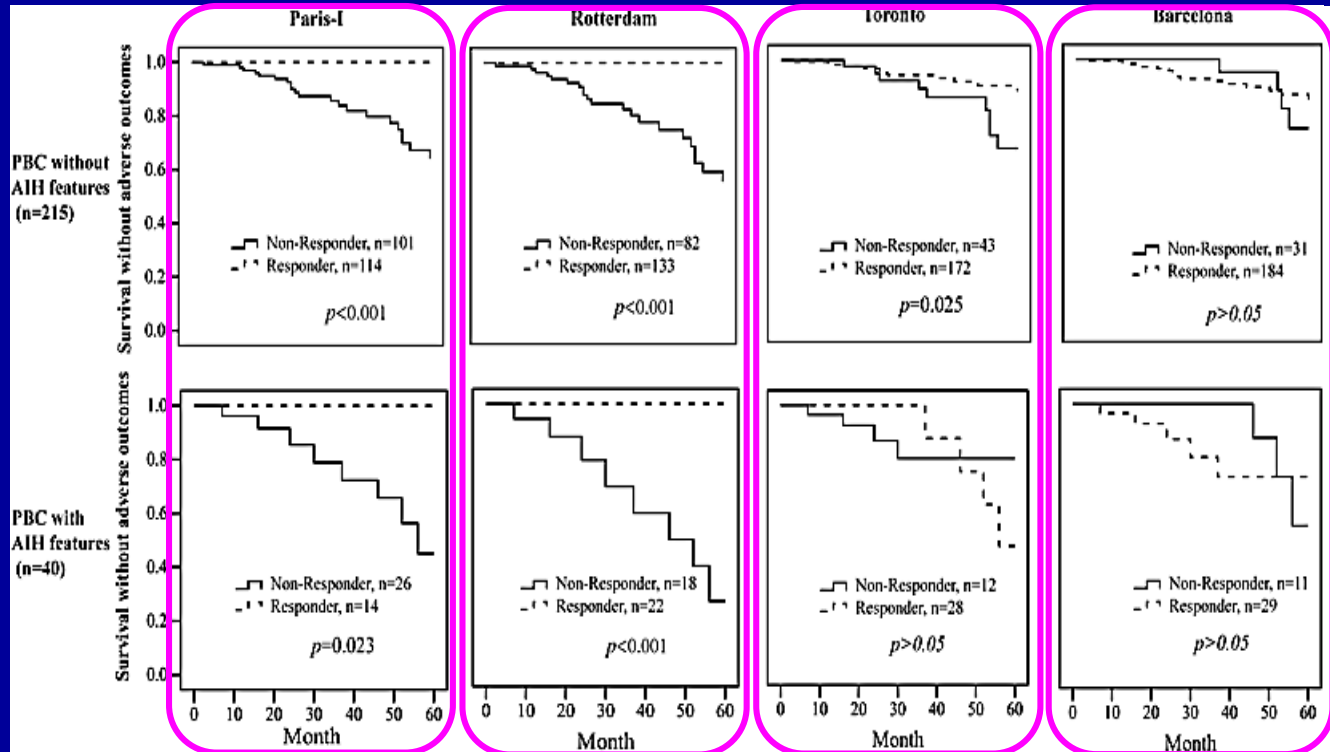 Paris-I
Rotterdam
Toronto
Barcelona
PBC without
AIH features
(n=215)
Survival without adverse outcomes
1.0
0.8
0.6
0.4
0.2
0.0
Non-Responder, n=101
Responder, n=114
p<0.001
Non-Responder, n=82
Responder, n=133
p<0.001
Non-Responder, n=43
Responder, n=172
p=0.025
Non-Responder, n=31
Responder, n=184
p>0.05
PBC with
AIH features
(n=40)
Survival without adverse outcomes
1.0
0.8
0.6
0.4
0.2
0.0
Non-Responder, n=26
Responder, n=14
p=0.023
Non-Responder, n=18
Responder, n=22
p<0.001
Non-Responder, n=12
Responder, n=28
p>0.05
Non-Responder, n=11
Responder, n=29
p>0.05
0 10 20 30 40 50 60
Month
0 10 20 30 40 50 60
Month
0 10 20 30 40 50 60
Month
0 10 20 30 40 50 60
Month